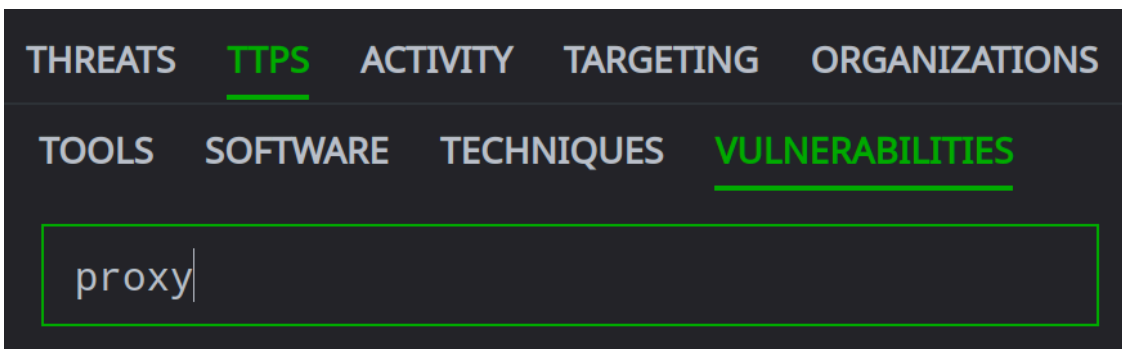 THREATS TTPS ACTIVITY TARGETING ORGANIZATIONS
TOOLS SOFTWARE TECHNIQUES VULNERABILITIES
proxy